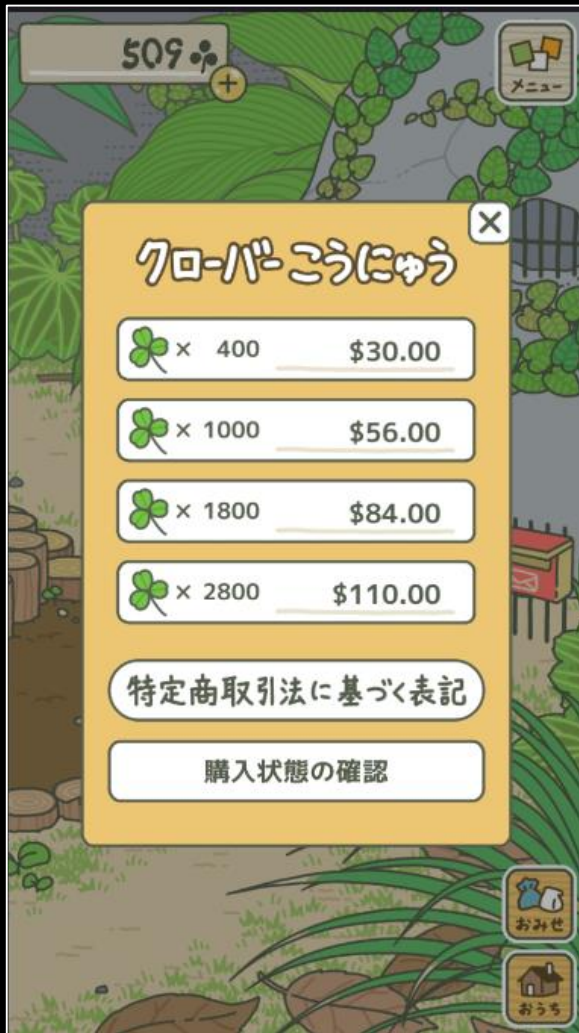 509
+
メニュー
×
クローバーこうにゅう
× 400 $30.00
× 1000 $56.00
× 1800 $84.00
× 2800 $110.00
特定商取引法に基づく表記
購入状態の確認
おみせ
おうち